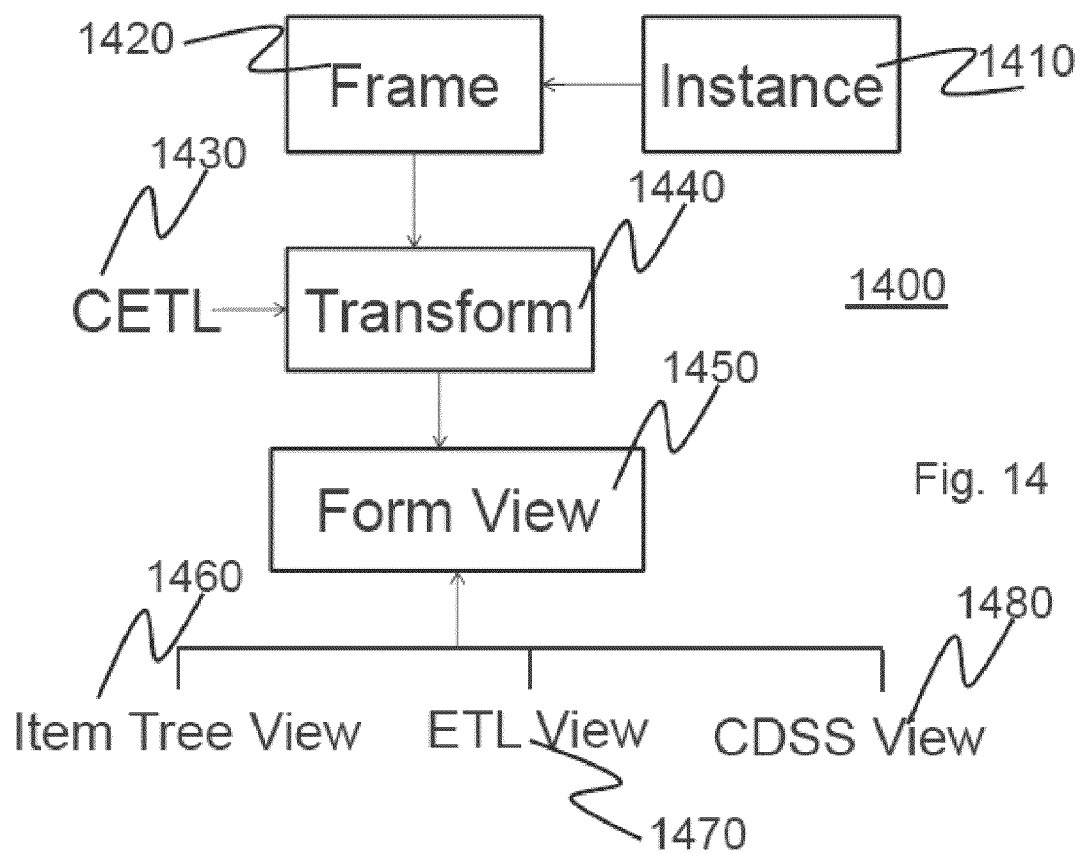 1420
Frame
Instance
1410
1430
1440
CETL
Transform
1400
1450
Form View
Fig. 14
1460
1480
Item Tree View
ETL View
CDSS View
1470